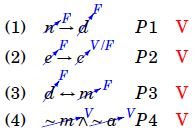 (1) n F → d F P1 V
(2) e F → c V/F P2 V
(3) d F ↔ m F P3 V
(4) ~ m V ~ a V P4 V